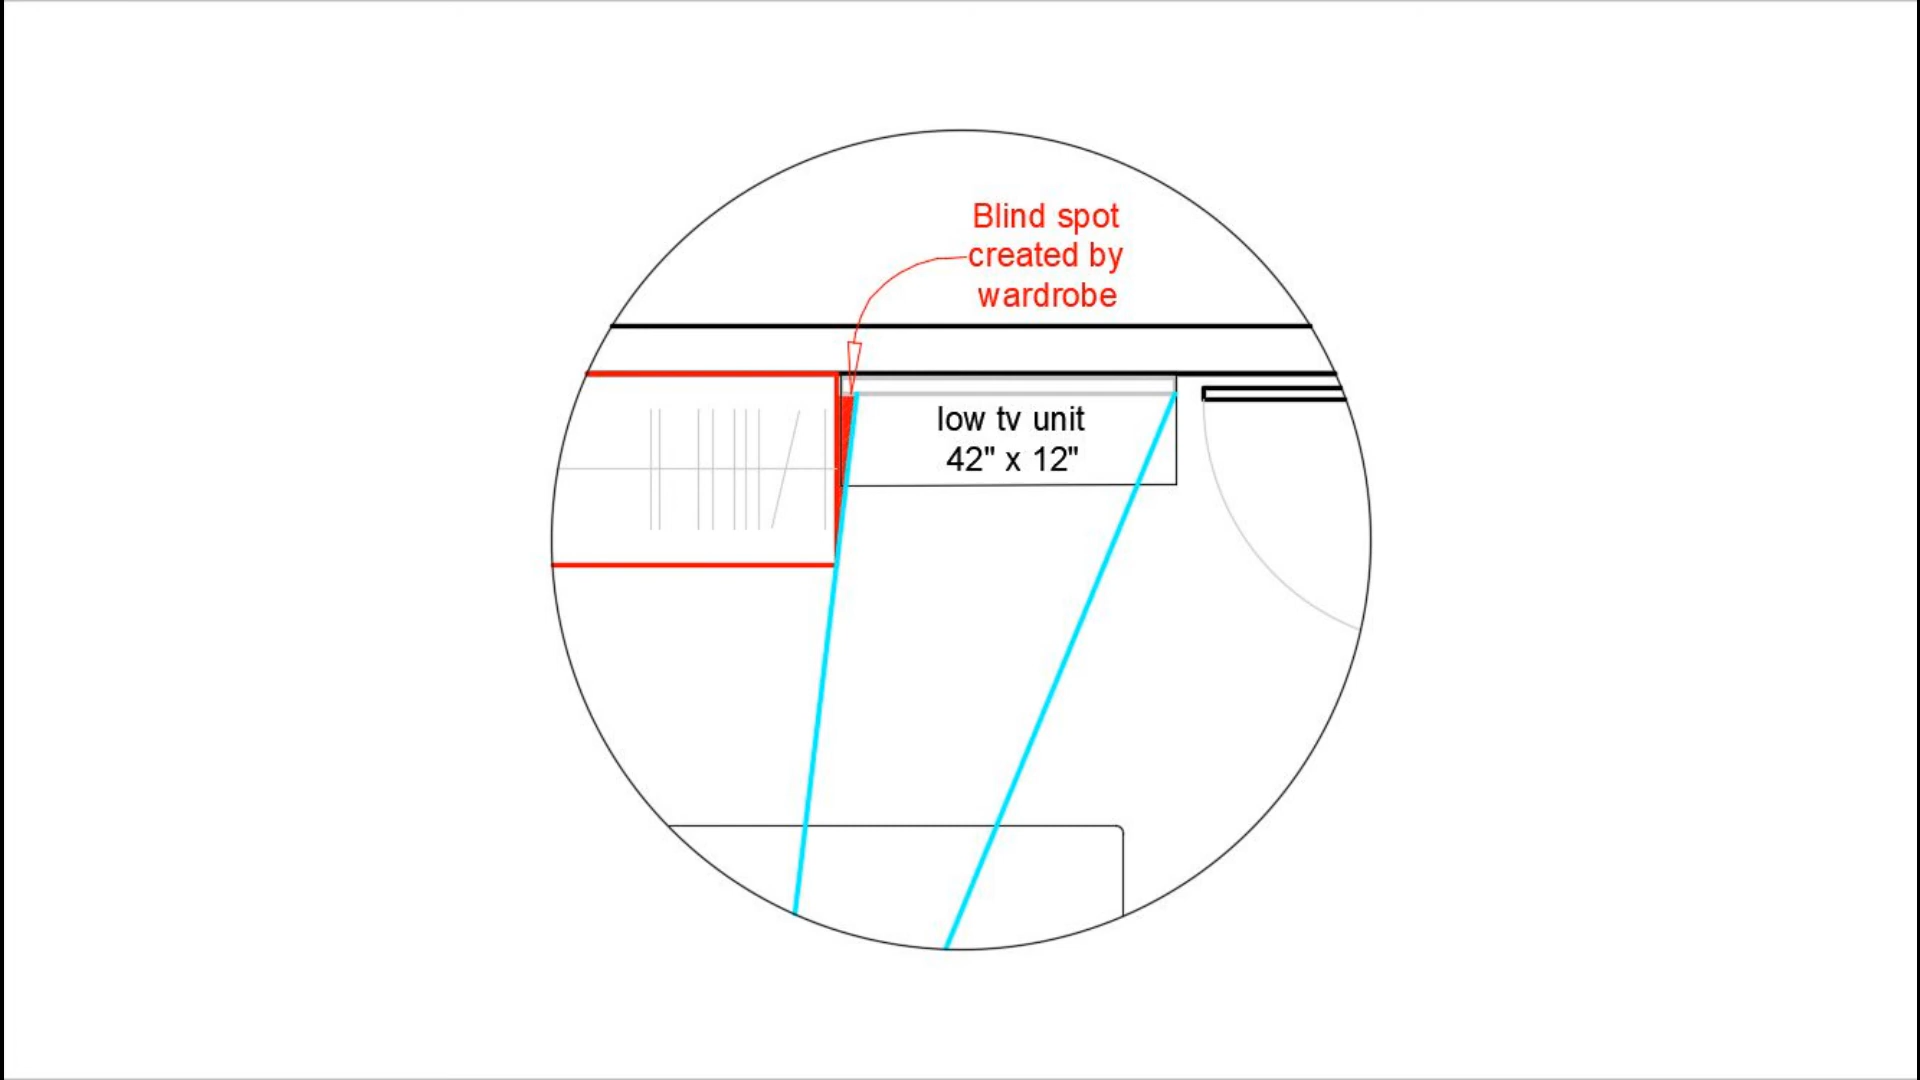 Blind spot
created by
wardrobe
low tv unit
42" x 12"